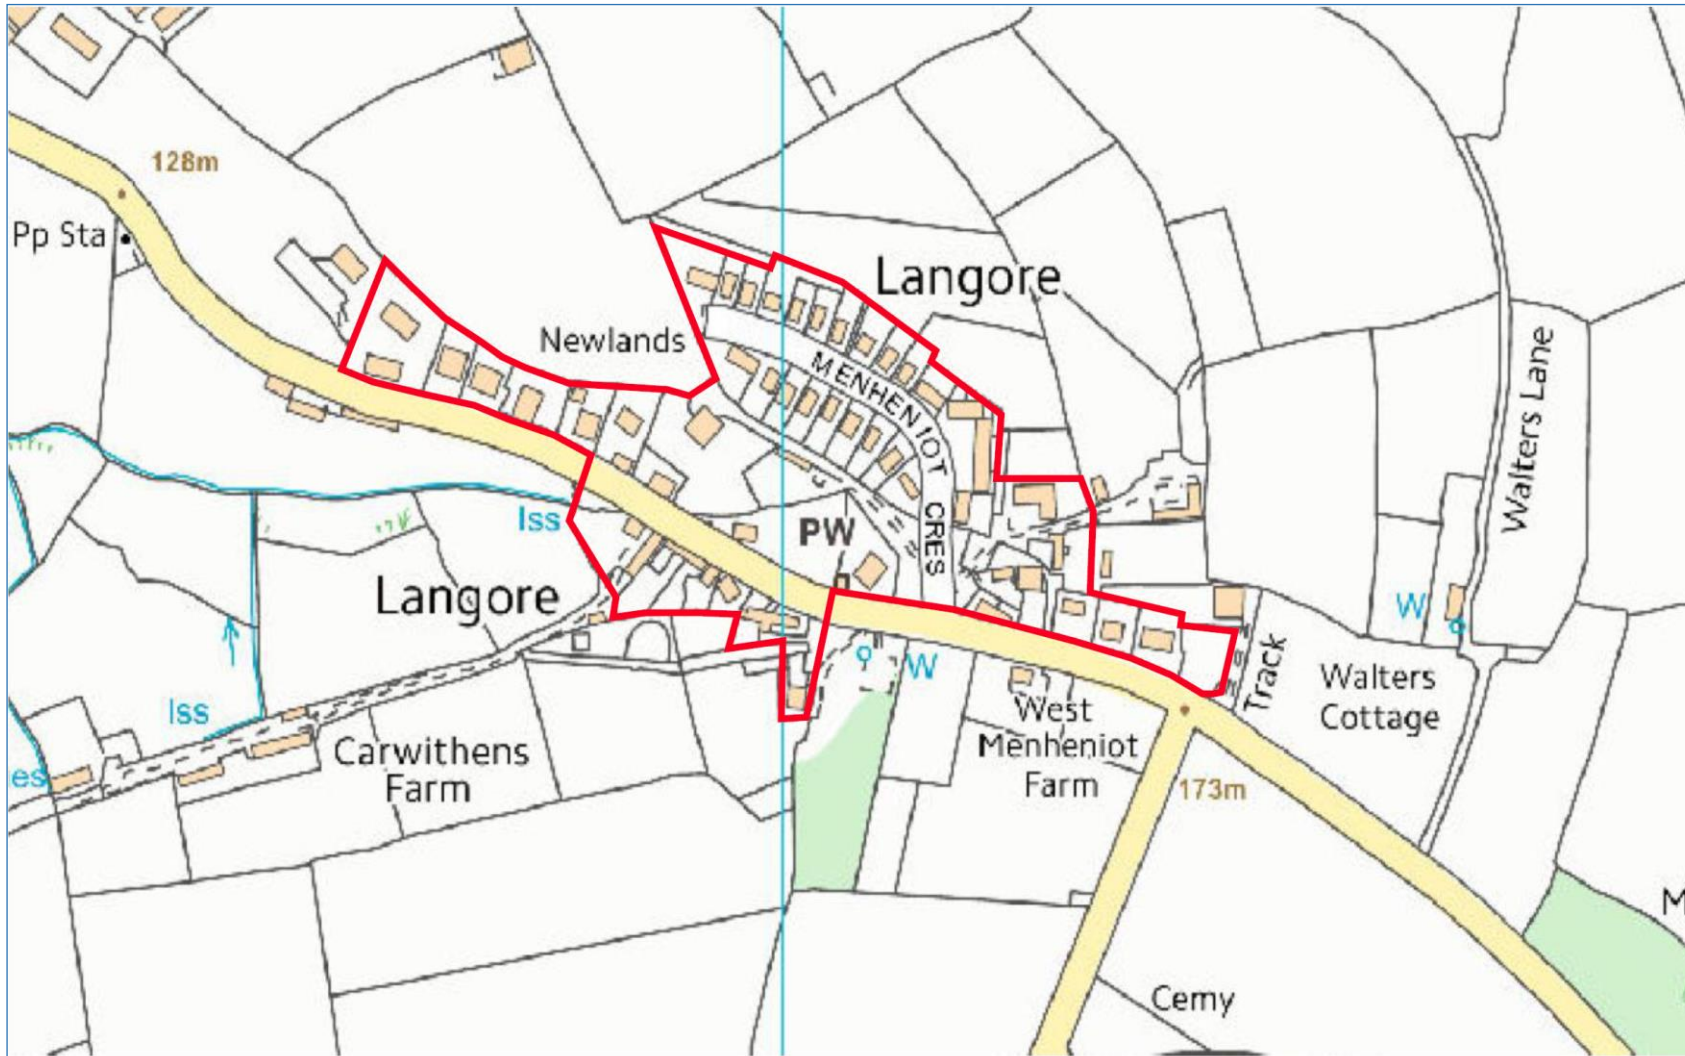 128m
Pp Sta
Langore
Newlands
MENHENIOT CRES
Walters Lane
Iss
PW
Langore
W
W
Track
Walters
Cottage
Iss
West
Menheniot
Farm
Carwithens
Farm
es
173m
M
Cemy